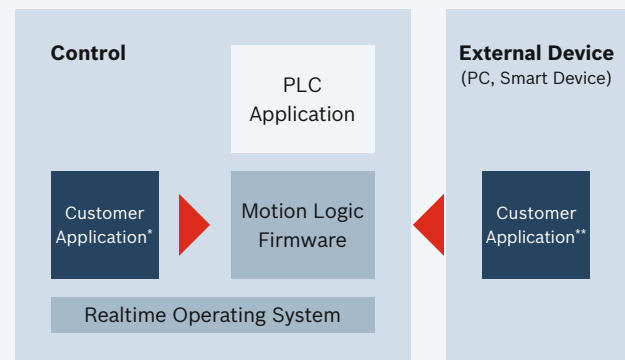 Control
PLC
Application
Customer
Application*
Motion Logic
Firmware
Realtime Operating System
External Device
(PC, Smart Device)
Customer
Application**